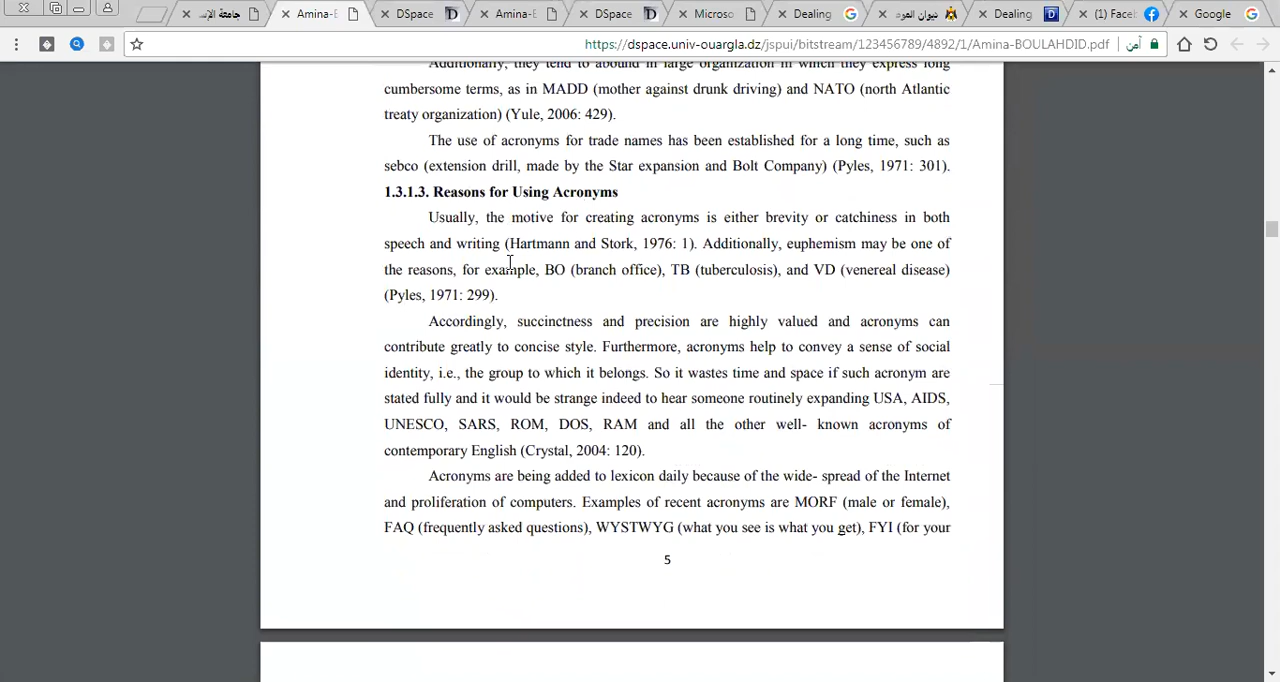 جامعة الإند
Amina-E
DSpace
Amina-E
DSpace
Microso
Dealing
ديوان العرد
Dealing
(1) Facel
Google
https://dspace.univ-ouargla.dz/jspui/bitstream/123456789/4892/1/Amina-BOULAHDID.pdf
آمن
Additionally, they tend to abound in large organization in which they express long
cumbersome terms, as in MADD (mother against drunk driving) and NATO (north Atlantic
treaty organization) (Yule, 2006: 429).
The use of acronyms for trade names has been established for a long time, such as
sebco (extension drill, made by the Star expansion and Bolt Company) (Pyles, 1971: 301).
1.3.1.3. Reasons for Using Acronyms
Usually, the motive for creating acronyms is either brevity or catchiness in both
speech and writing (Hartmann and Stork, 1976: 1). Additionally, euphemism may be one of
the reasons, for example, BO (branch office), TB (tuberculosis), and VD (venereal disease)
(Pyles, 1971: 299).
Accordingly, succinctness and precision are highly valued and acronyms can
contribute greatly to concise style. Furthermore, acronyms help to convey a sense of social
identity, i.e., the group to which it belongs. So it wastes time and space if such acronym are
stated fully and it would be strange indeed to hear someone routinely expanding USA, AIDS,
UNESCO, SARS, ROM, DOS, RAM and all the other well- known acronyms of
contemporary English (Crystal, 2004: 120).
Acronyms are being added to lexicon daily because of the wide- spread of the Internet
and proliferation of computers. Examples of recent acronyms are MORF (male or female),
FAQ (frequently asked questions), WYSTWYG (what you see is what you get), FYI (for your
5